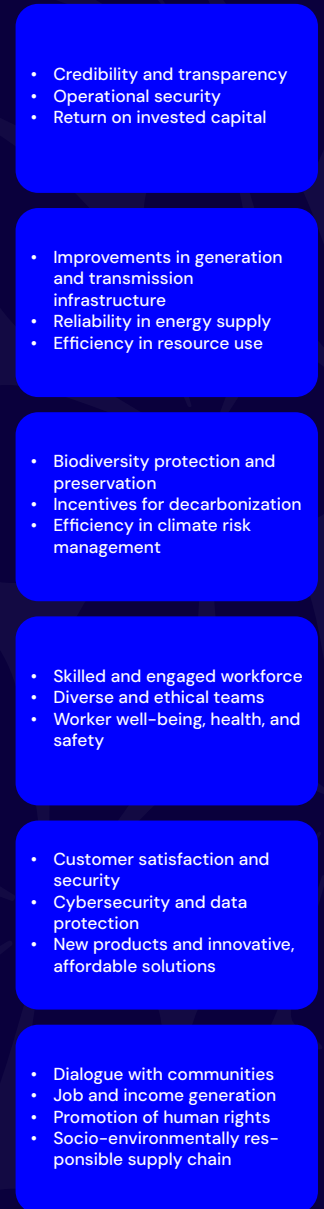 • Credibility and transparency
• Operational security
• Return on invested capital
• Improvements in generation
and transmission
infrastructure
• Reliability in energy supply
• Efficiency in resource use
• Biodiversity protection and
preservation
• Incentives for decarbonization
• Efficiency in climate risk
management
• Skilled and engaged workforce
• Diverse and ethical teams
• Worker well-being, health, and
safety
• Customer satisfaction and
security
• Cybersecurity and data
protection
• New products and innovative,
affordable solutions
• Dialogue with communities
• Job and income generation
• Promotion of human rights
• Socio-environmentally res-
ponsible supply chain